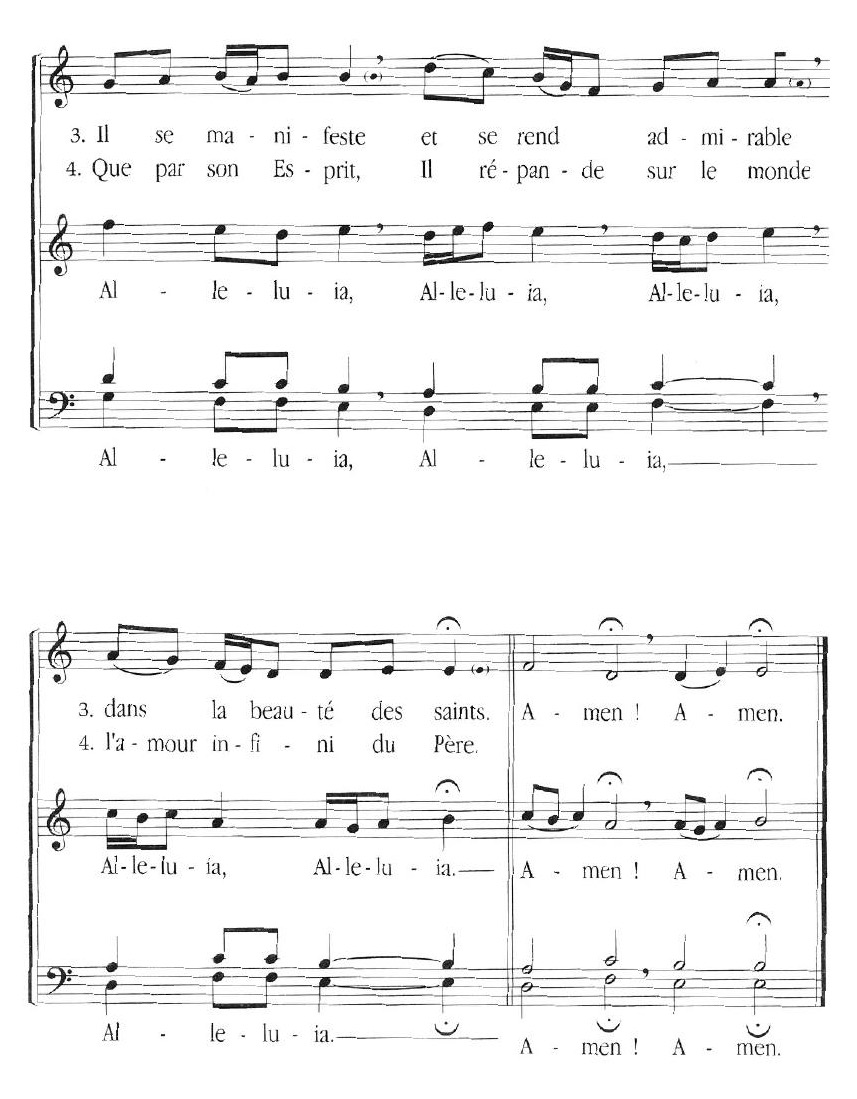 3. Il se ma - ni - feste et se rend ad - mi - rable
4. Que par son Es - prit, Il ré - pan - de sur le monde
Al - le - lu - ia, Al - le - lu - ia, Al - le - lu - ia,
Al - le - lu - ia, Al - le - lu - ia,
3. dans la beau - té des saints. A - men ! A - men.
4. l'a - mour in - fi - ni du Père.
Al - le - lu - ia, Al - le - lu - ia. A - men ! A - men.
Al - le - lu - ia.
A - men ! A - men.